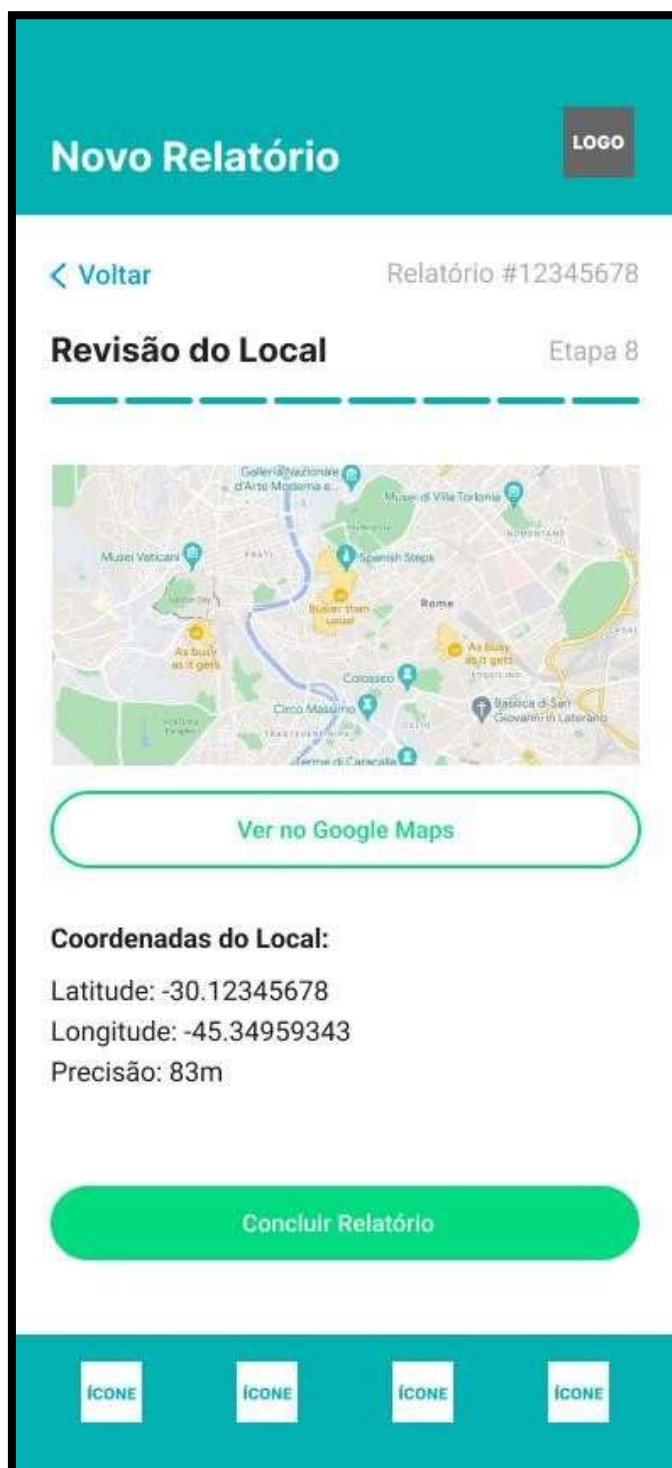 Novo Relatório
LOGO
Voltar
Relatório #12345678
Revisão do Local
Etapa 8
Galleria Nazionale
d'Arte Moderna e...
Musei di Villa Torlonia
NOMENTANO
Musei Vaticani
PRATI
Spanish Steps
Busier than
usual
Rome
As busy
as it gets
As busy
as it gets
Colosseo
Circo Massimo
Basilica di San
Giovanni in Laterano
CELIO
Terme di Caracalla
Ver no Google Maps
Coordenadas do Local:
Latitude: -30.12345678
Longitude: -45.34959343
Precisão: 83m
Concluir Relatório
ÍCONE
ÍCONE
ÍCONE
ÍCONE